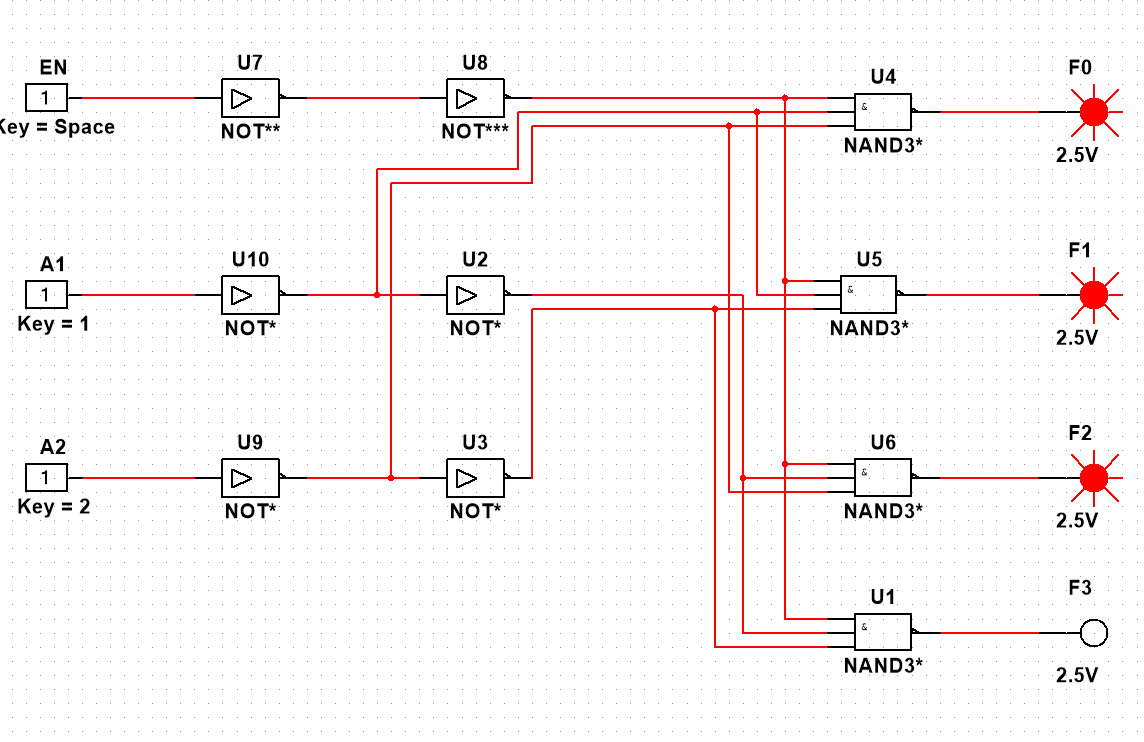 EN
1
Key = Space
U7
NOT**
U8
NOT***
U4
&
NAND3*
F0
2.5V
A1
1
Key = 1
U10
NOT*
U2
NOT*
U5
&
NAND3*
F1
2.5V
A2
1
Key = 2
U9
NOT*
U3
NOT*
U6
&
NAND3*
F2
2.5V
U1
&
NAND3*
F3
2.5V